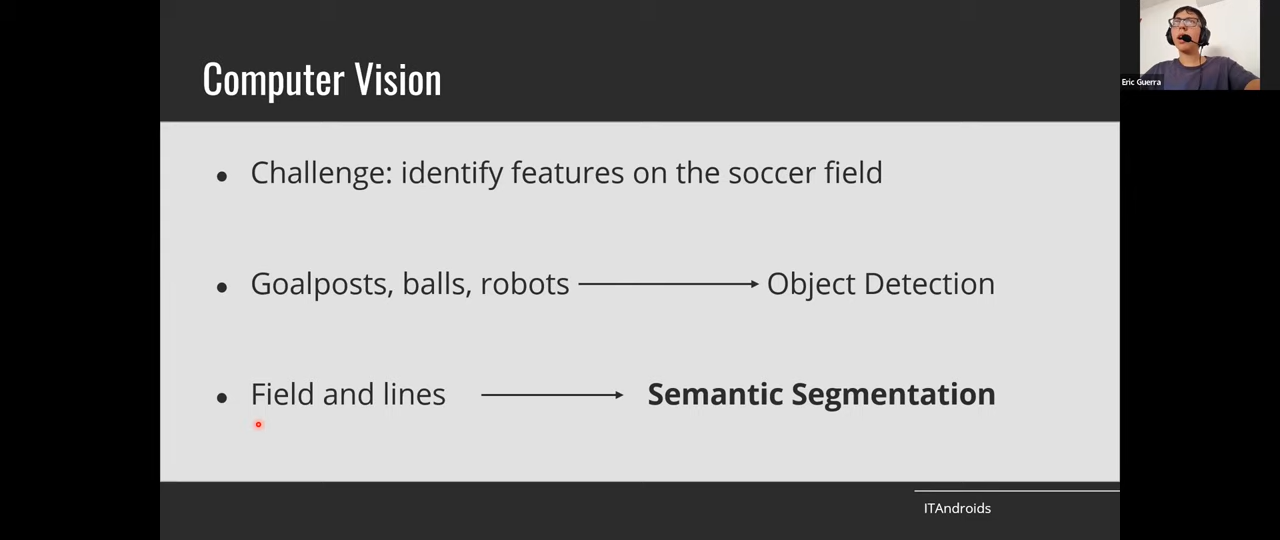 Computer Vision
Eric Guerra
● Challenge: identify features on the soccer field
● Goalposts, balls, robots → Object Detection
● Field and lines → Semantic Segmentation
ITAndroids